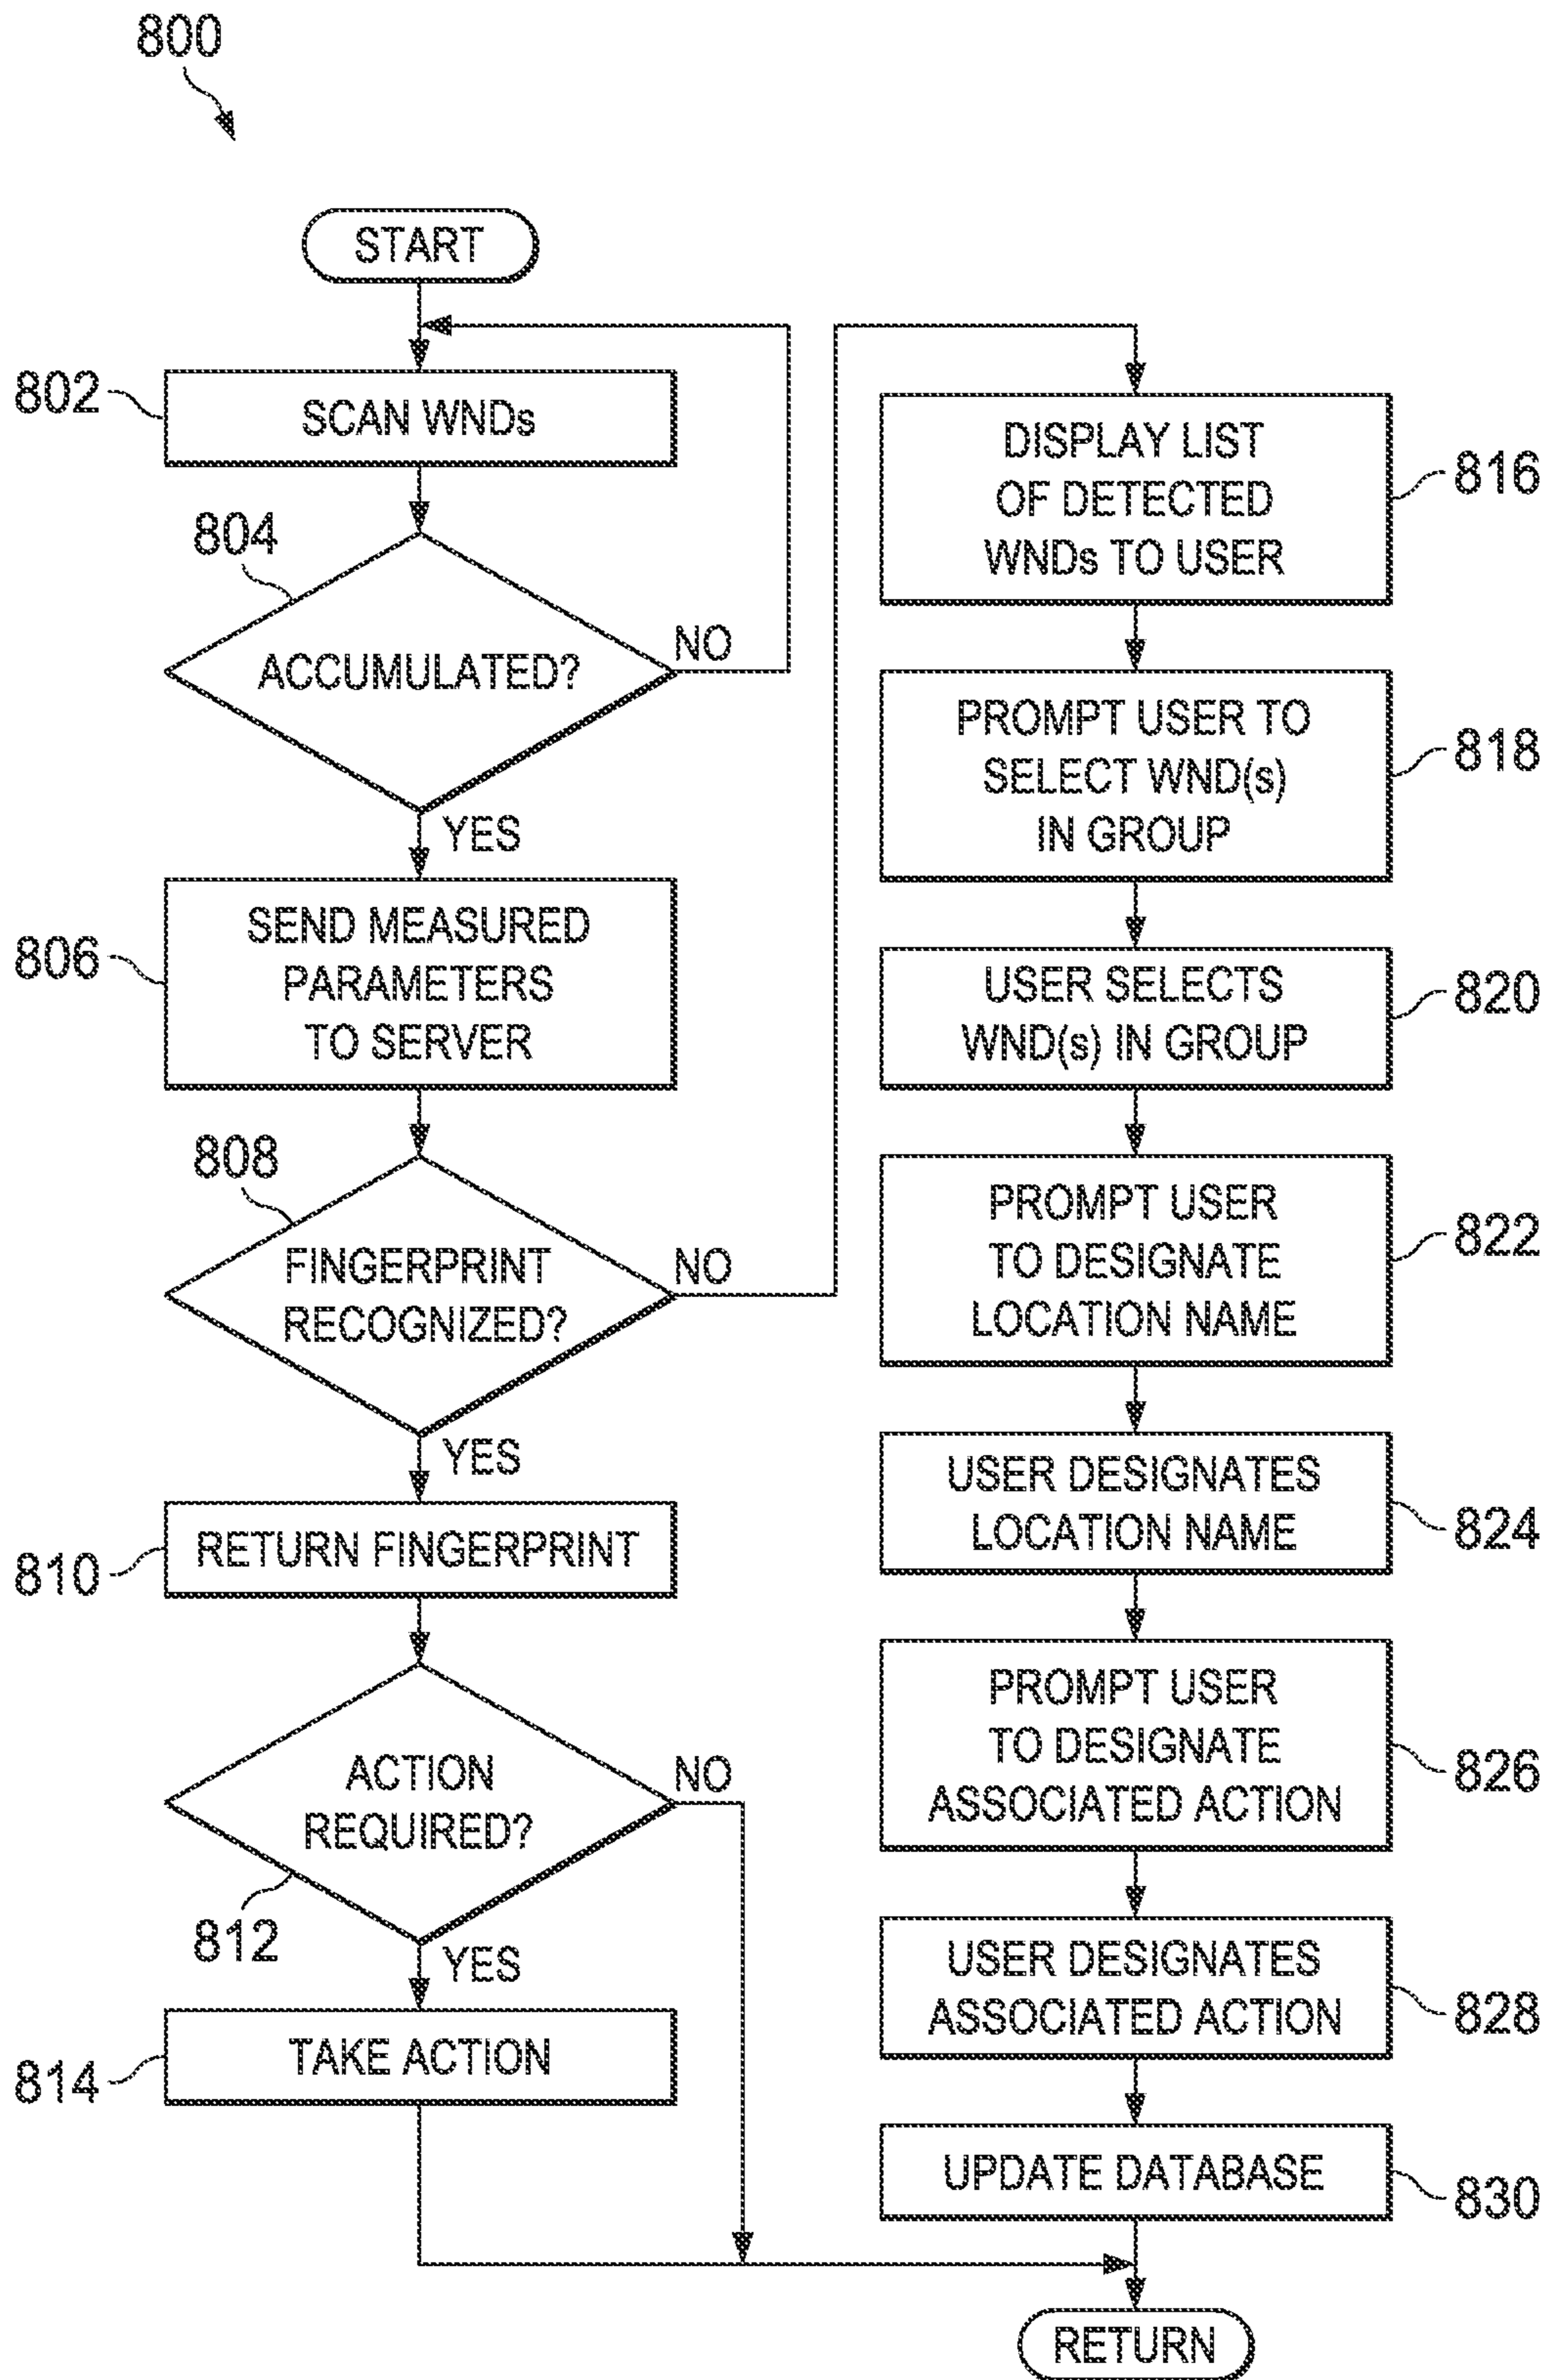 800
START
802
SCAN WNDs
804
ACCUMULATED?
NO
YES
806
SEND MEASURED
PARAMETERS
TO SERVER
808
FINGERPRINT
RECOGNIZED?
NO
YES
810
RETURN FINGERPRINT
ACTION
REQUIRED?
NO
812
YES
814
TAKE ACTION
DISPLAY LIST
OF DETECTED
WNDs TO USER
816
PROMPT USER TO
SELECT WND(s)
IN GROUP
818
USER SELECTS
WND(s) IN GROUP
820
PROMPT USER
TO DESIGNATE
LOCATION NAME
822
USER DESIGNATES
LOCATION NAME
824
PROMPT USER
TO DESIGNATE
ASSOCIATED ACTION
826
USER DESIGNATES
ASSOCIATED ACTION
828
UPDATE DATABASE
830
RETURN